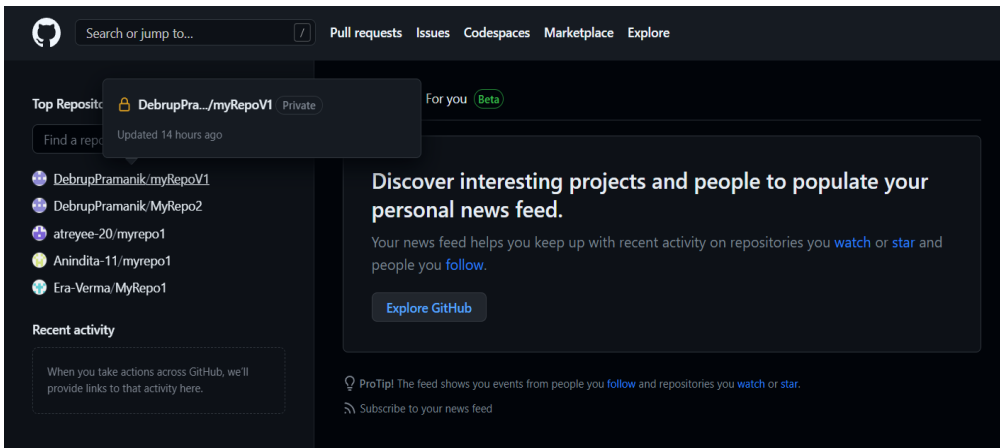 Search or jump to... /
Pull requests Issues Codespaces Marketplace Explore
Top Reposito
DebrupPra.../myRepoV1 Private
Updated 14 hours ago
Find a repo
DebrupPramanik/myRepoV1
DebrupPramanik/MyRepo2
atreyee-20/myrepo1
Anindita-11/myrepo1
Era-Verma/MyRepo1
Recent activity
When you take actions across GitHub, we'll
provide links to that activity here.
For you Beta
Discover interesting projects and people to populate your
personal news feed.
Your news feed helps you keep up with recent activity on repositories you watch or star and
people you follow.
Explore GitHub
ProTip! The feed shows you events from people you follow and repositories you watch or star.
Subscribe to your news feed